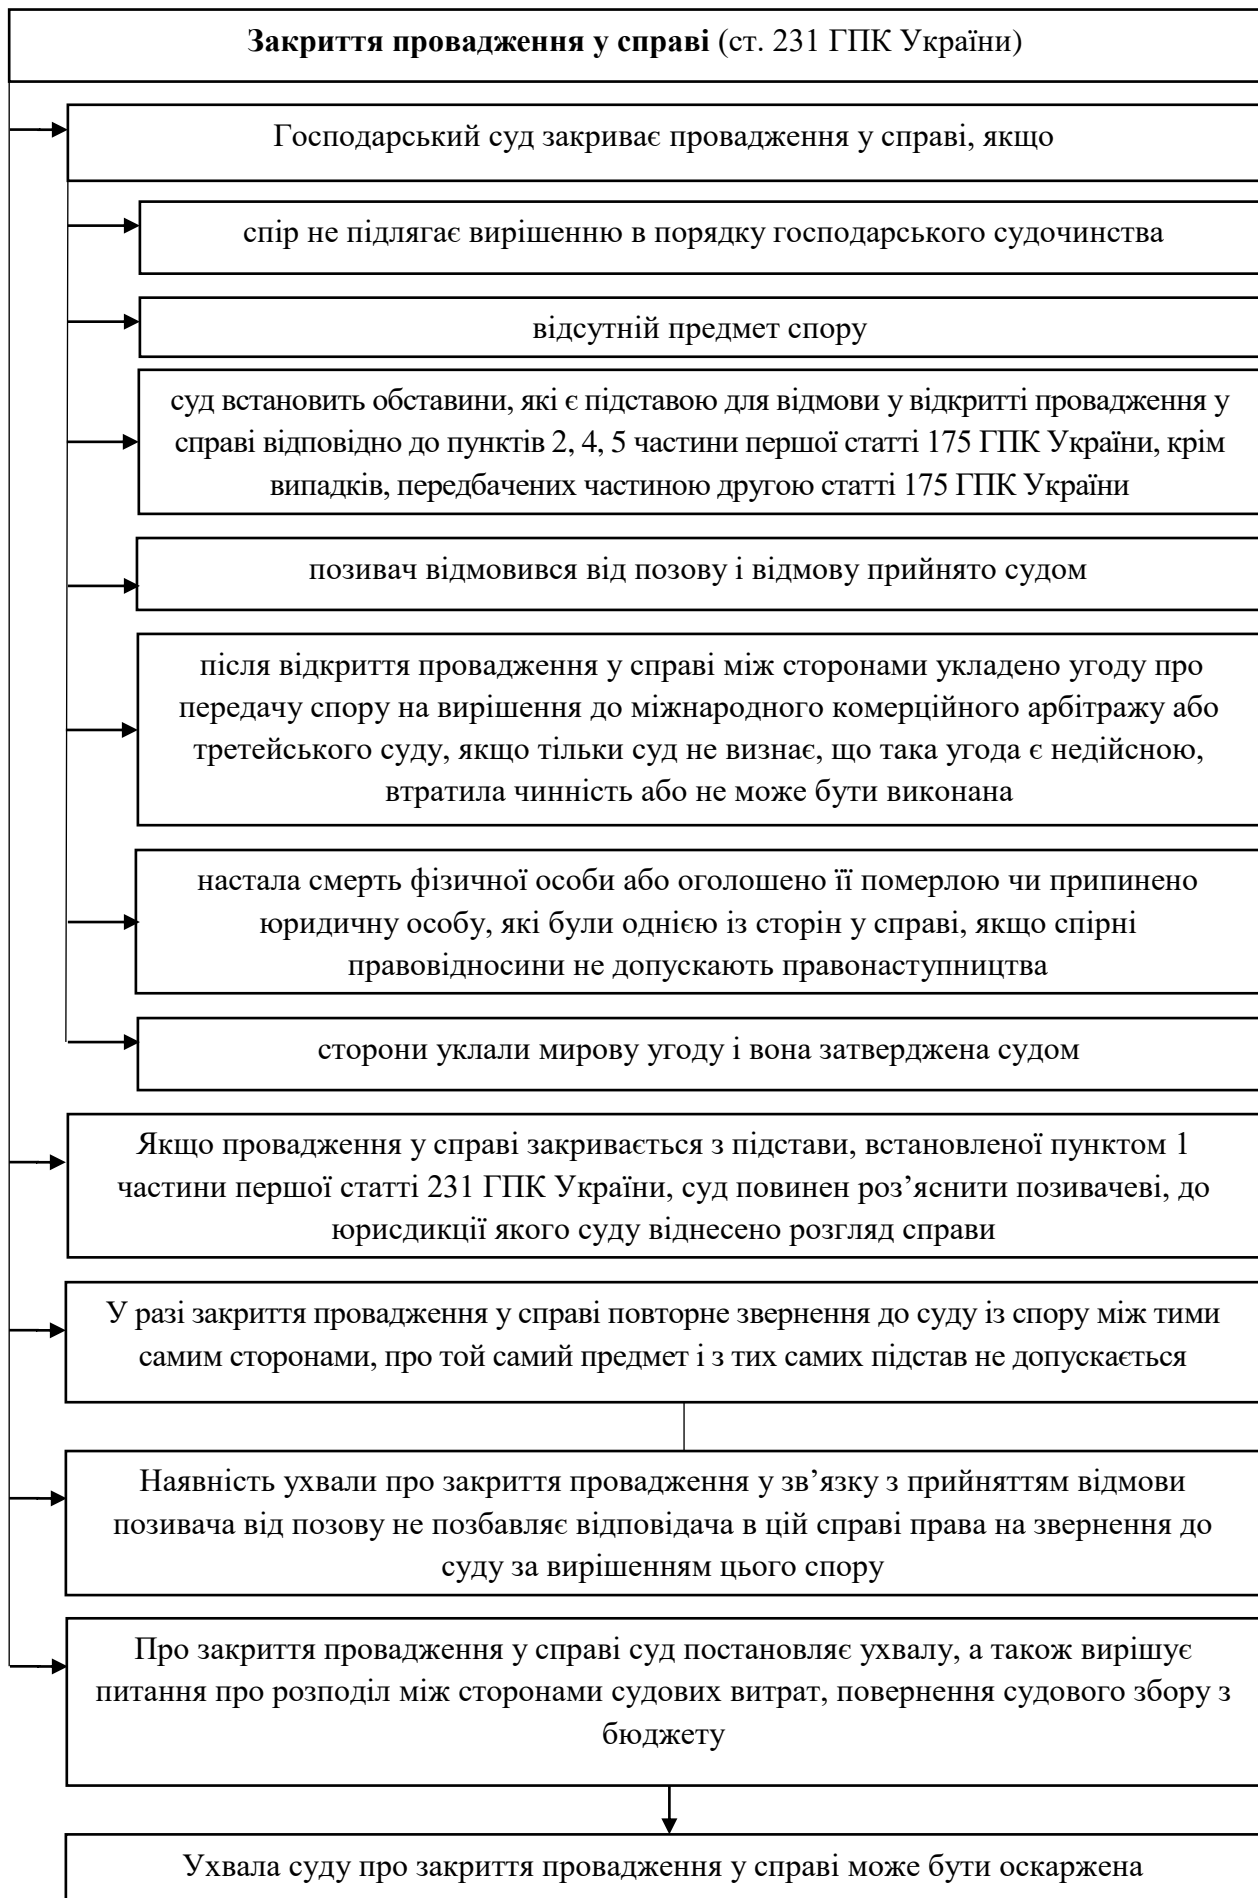 Закриття провадження у справі (ст. 231 ГПК України)
Господарський суд закриває провадження у справі, якщо
спір не підлягає вирішенню в порядку господарського судочинства
відсутній предмет спору
суд встановить обставини, які є підставою для відмови у відкритті провадження у
справі відповідно до пунктів 2, 4, 5 частини першої статті 175 ГПК України, крім
випадків, передбачених частиною другою статті 175 ГПК України
позивач відмовився від позову і відмову прийнято судом
після відкриття провадження у справі між сторонами укладено угоду про
передачу спору на вирішення до міжнародного комерційного арбітражу або
третейського суду, якщо тільки суд не визнає, що така угода є недійсною,
втратила чинність або не може бути виконана
настала смерть фізичної особи або оголошено її померлою чи припинено
юридичну особу, які були однією із сторін у справі, якщо спірні
правовідносини не допускають правонаступництва
сторони уклали мирову угоду і вона затверджена судом
Якщо провадження у справі закривається з підстави, встановленої пунктом 1
частини першої статті 231 ГПК України, суд повинен роз’яснити позивачеві, до
юрисдикції якого суду віднесено розгляд справи
У разі закриття провадження у справі повторне звернення до суду із спору між тими
самим сторонами, про той самий предмет і з тих самих підстав не допускається
Наявність ухвали про закриття провадження у зв’язку з прийняттям відмови
позивача від позову не позбавляє відповідача в цій справі права на звернення до
суду за вирішенням цього спору
Про закриття провадження у справі суд постановляє ухвалу, а також вирішує
питання про розподіл між сторонами судових витрат, повернення судового збору з
бюджету
Ухвала суду про закриття провадження у справі може бути оскаржена